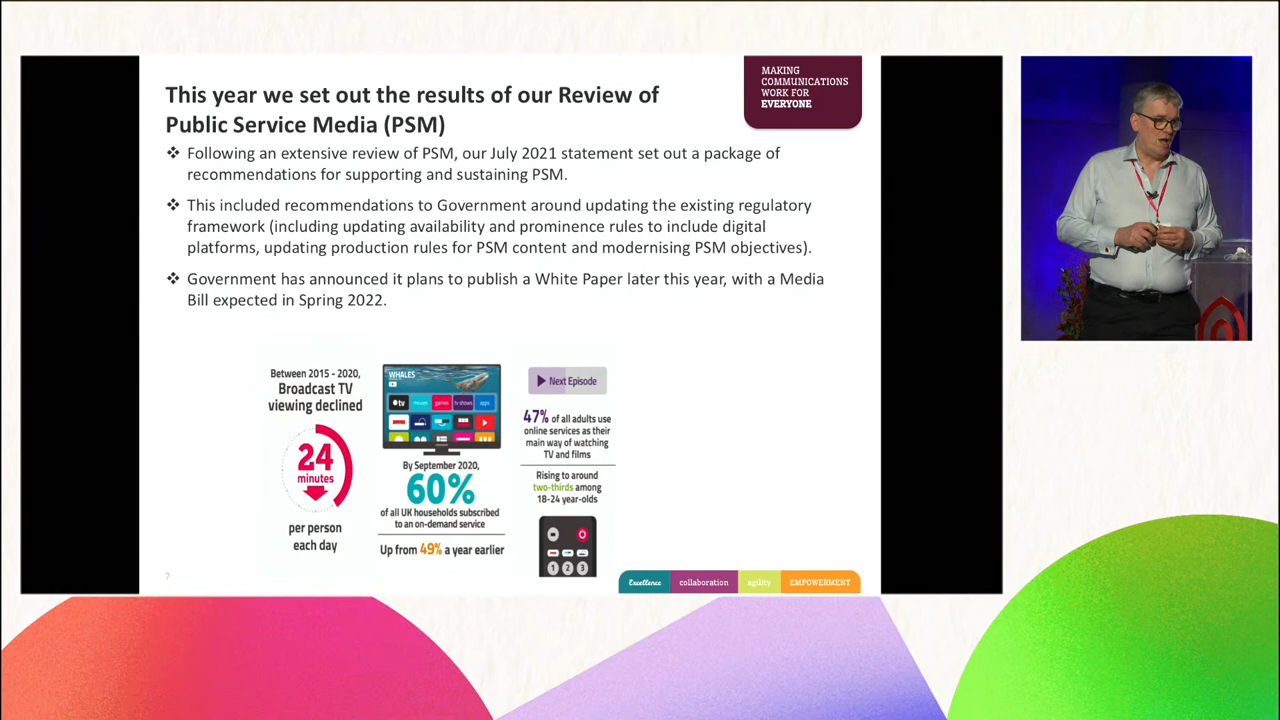 This year we set out the results of our Review of
Public Service Media (PSM)
MAKING
COMMUNICATIONS
WORK FOR
EVERYONE
❖ Following an extensive review of PSM, our July 2021 statement set out a package of
recommendations for supporting and sustaining PSM.
❖ This included recommendations to Government around updating the existing regulatory
framework (including updating availability and prominence rules to include digital
platforms, updating production rules for PSM content and modernising PSM objectives).
❖ Government has announced it plans to publish a White Paper later this year, with a Media
Bill expected in Spring 2022.
Between 2015 - 2020,
Broadcast TV
viewing declined
24
minutes
per person
each day
WHALES
tv movies games tv shows apps
By September 2020,
60%
of all UK households subscribed
to an on-demand service
Up from 49% a year earlier
Next Episode
47% of all adults use
online services as their
main way of watching
TV and films
Rising to around
two-thirds among
18-24 year-olds
1 2 3
7
Excellence collaboration agility EMPOWERMENT